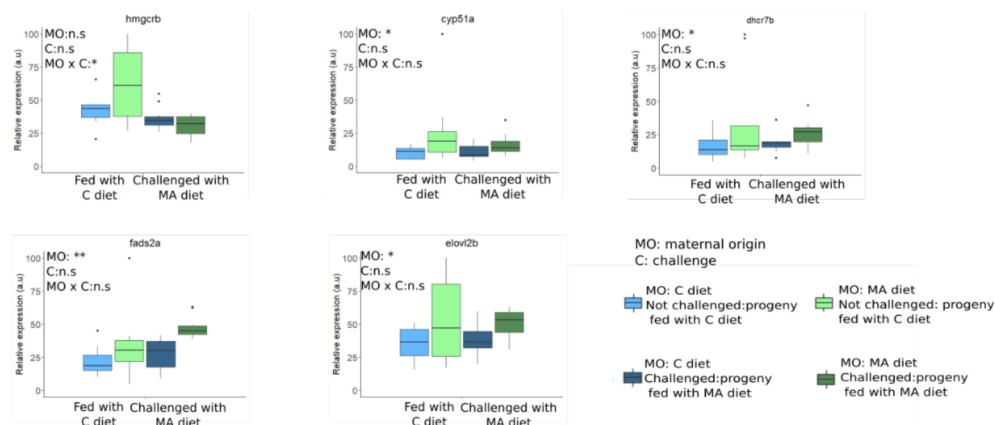 hmgcrb
MO:n.s
C:n.s
MO x C:*
Relative expression (a.u)
100
75
50
25
0
Fed with
C diet
Challenged with
MA diet
cyp51a
MO: *
C:n.s
MO x C:n.s
Relative expression (a.u)
100
75
50
25
0
Fed with
C diet
Challenged with
MA diet
dhcr7b
MO: *
C:n.s
MO x C:n.s
Relative expression (a.u)
100
75
50
25
0
Fed with
C diet
Challenged with
MA diet
fads2a
MO: **
C:n.s
MO x C:n.s
Relative expression (a.u)
100
75
50
25
0
Fed with
C diet
Challenged with
MA diet
elovl2b
MO: *
C:n.s
MO x C:n.s
Relative expression (a.u)
100
75
50
25
0
Fed with
C diet
Challenged with
MA diet
MO: maternal origin
C: challenge
MO: C diet
Not challenged:progeny
fed with C diet
MO: MA diet
Not challenged: progeny
fed with C diet
MO: C diet
Challenged:progeny
fed with MA diet
MO: MA diet
Challenged:progeny
fed with MA diet